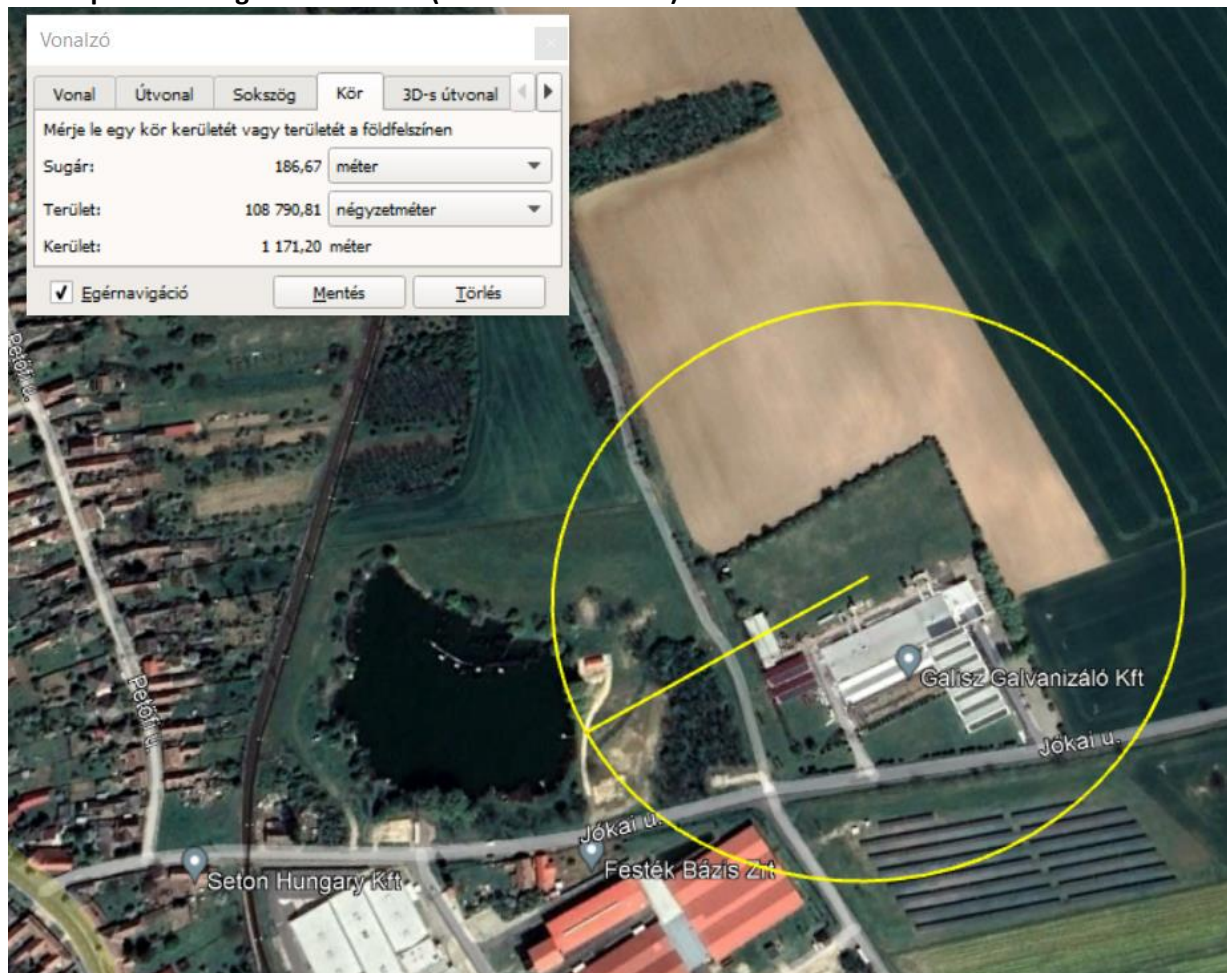 Vonalzó
Vonal Útvonal Sokszög Kör 3D-s útvonal
Mérje le egy kör kerületét vagy területét a földfelszínen
Sugár: 186,67 méter
Terület: 108 790,81 négyzetméter
Kerület: 1 171,20 méter
Egérnavigáció Mentés Törlés
Petőfi u.
Petőfi u.
Galisz Galvanizáló Kft
Jókai u.
Jókai u.
Festék Bázis Zrt
Seton Hungary Kft